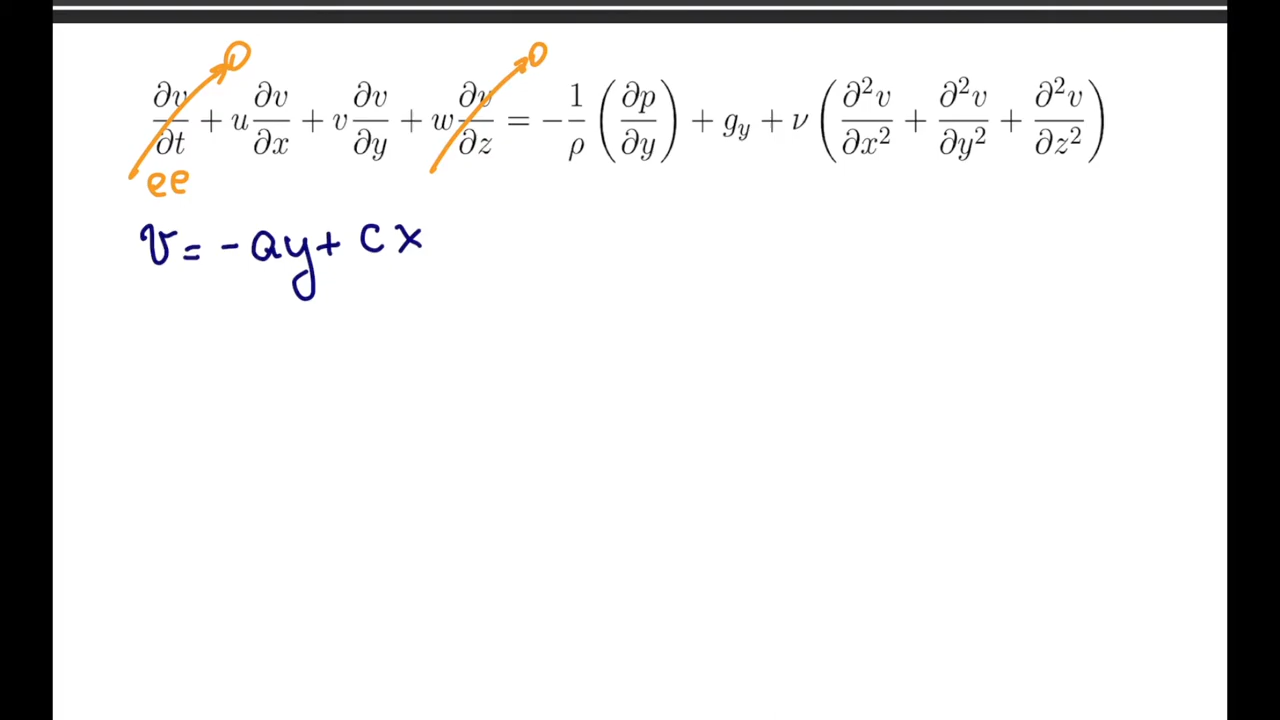 ∂v/∂t + u ∂v/∂x + v ∂v/∂y + w ∂v/∂z = −1/ρ (∂p/∂y) + g_y + ν (∂²v/∂x² + ∂²v/∂y² + ∂²v/∂z²)
0 0
ee
v = - ay + cx